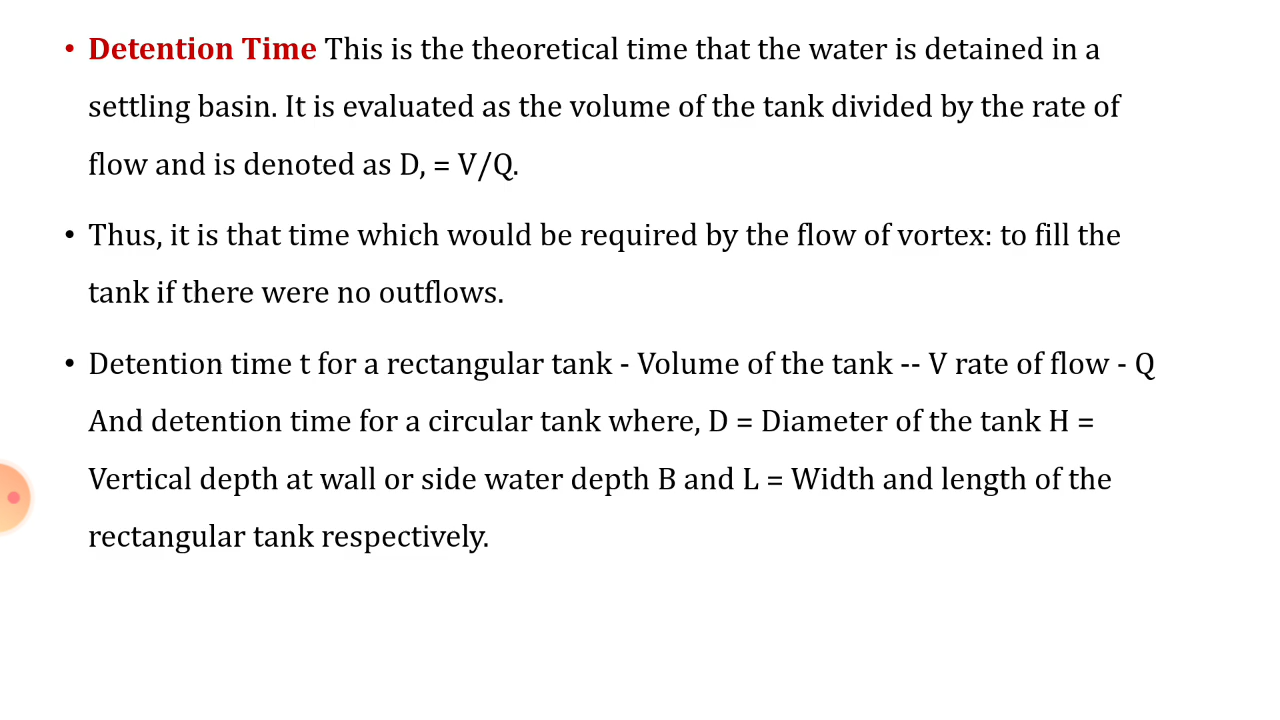 • Detention Time This is the theoretical time that the water is detained in a
settling basin. It is evaluated as the volume of the tank divided by the rate of
flow and is denoted as D, = V/Q.
• Thus, it is that time which would be required by the flow of vortex: to fill the
tank if there were no outflows.
• Detention time t for a rectangular tank - Volume of the tank -- V rate of flow - Q
And detention time for a circular tank where, D = Diameter of the tank H =
Vertical depth at wall or side water depth B and L = Width and length of the
rectangular tank respectively.